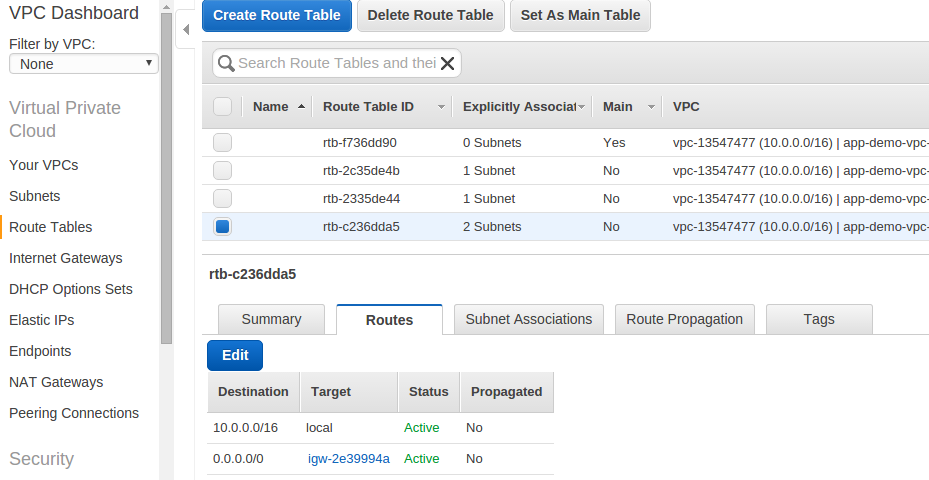 VPC Dashboard
Filter by VPC:
None
Virtual Private
Cloud
Your VPCs
Subnets
Route Tables
Internet Gateways
DHCP Options Sets
Elastic IPs
Endpoints
NAT Gateways
Peering Connections
Security
Create Route Table Delete Route Table Set As Main Table
Search Route Tables and thei
Name Route Table ID Explicitly Associat Main VPC
rtb-f736dd90 0 Subnets Yes vpc-13547477 (10.0.0.0/16) | app-demo-vpc-
rtb-2c35de4b 1 Subnet No vpc-13547477 (10.0.0.0/16) | app-demo-vpc-
rtb-2335de44 1 Subnet No vpc-13547477 (10.0.0.0/16) | app-demo-vpc-
rtb-c236dda5 2 Subnets No vpc-13547477 (10.0.0.0/16) | app-demo-vpc-
rtb-c236dda5
Summary Routes Subnet Associations Route Propagation Tags
Edit
Destination Target Status Propagated
10.0.0.0/16 local Active No
0.0.0.0/0 igw-2e39994a Active No